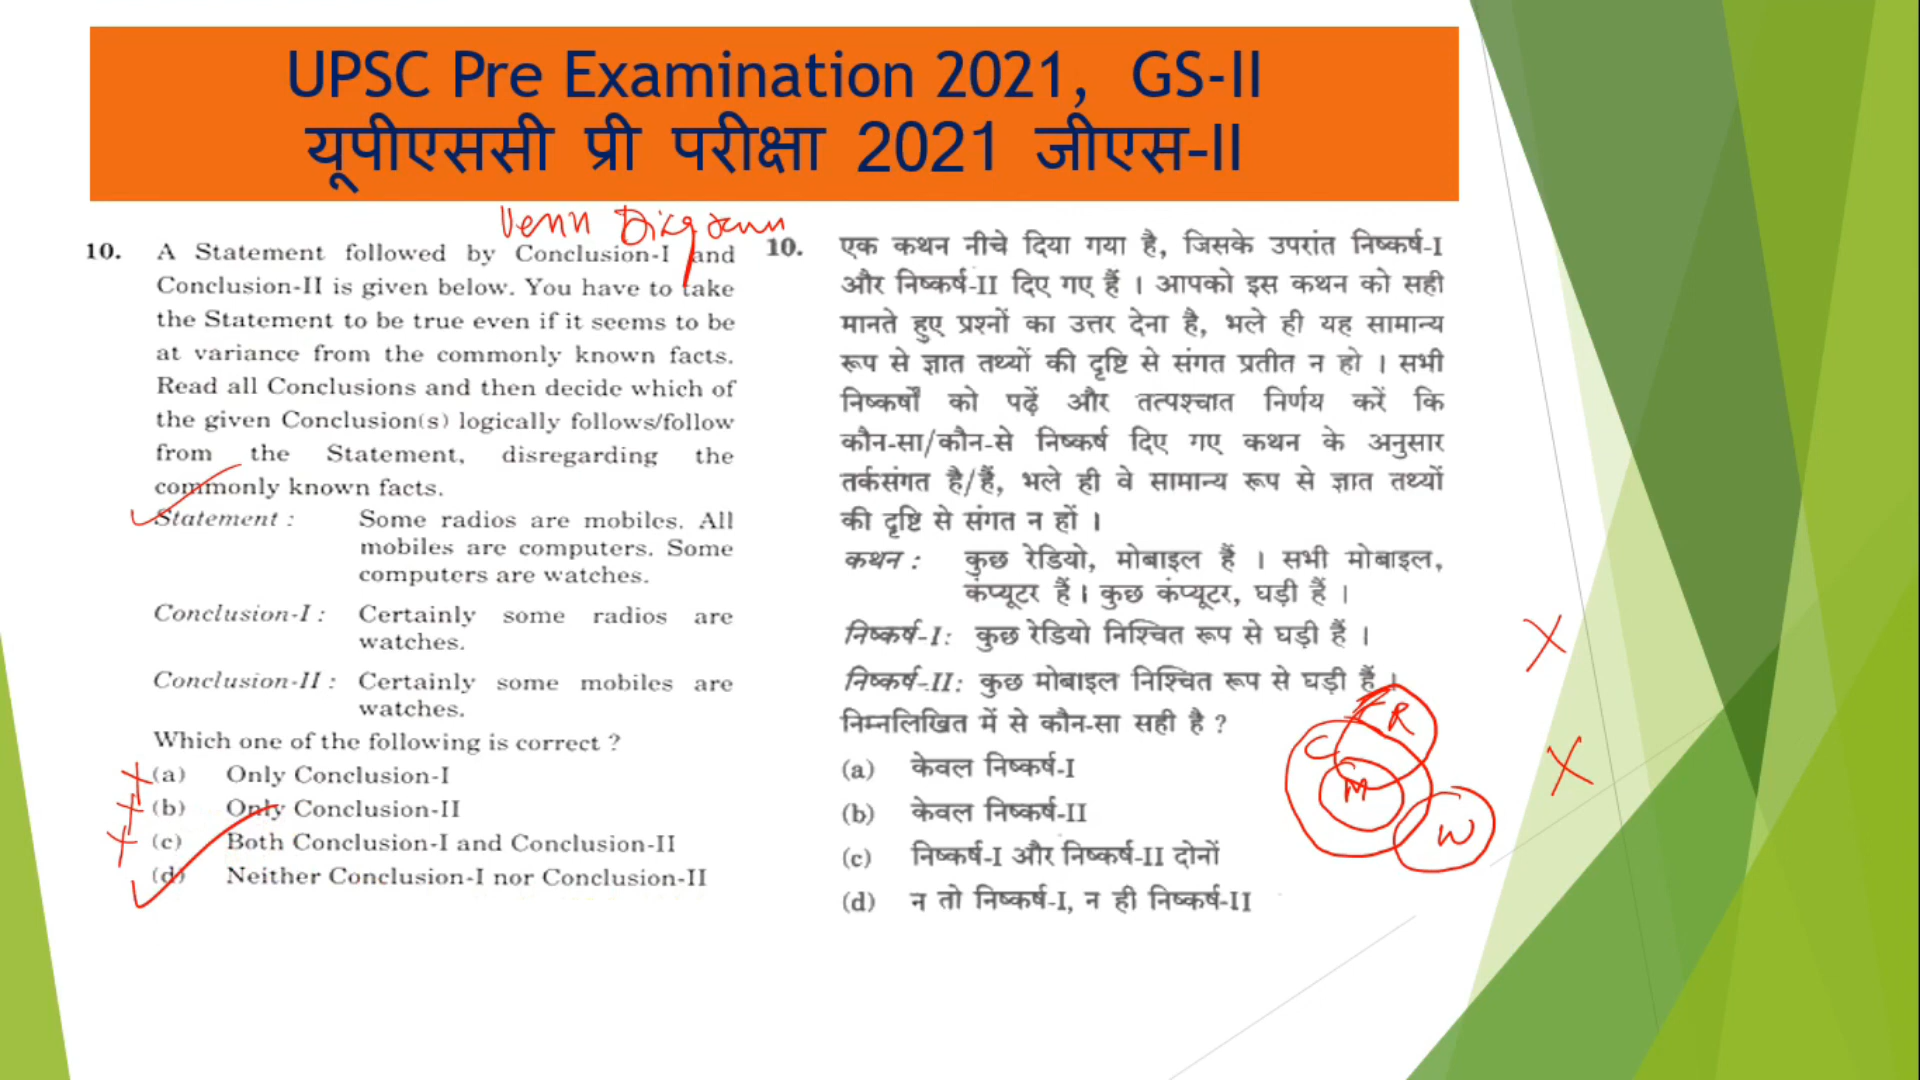 UPSC Pre Examination 2021, GS-II
यूपीएससी प्री परीक्षा 2021 जीएस-II
Venn Diagram
10. A Statement followed by Conclusion-I and
Conclusion-II is given below. You have to take
the Statement to be true even if it seems to be
at variance from the commonly known facts.
Read all Conclusions and then decide which of
the given Conclusion(s) logically follows/follow
from the Statement, disregarding the
commonly known facts.
Statement : Some radios are mobiles. All
mobiles are computers. Some
computers are watches.
Conclusion-I : Certainly some radios are
watches.
Conclusion-II : Certainly some mobiles are
watches.
Which one of the following is correct ?
(a) Only Conclusion-I
(b) Only Conclusion-II
(c) Both Conclusion-I and Conclusion-II
(d) Neither Conclusion-I nor Conclusion-II
10. एक कथन नीचे दिया गया है, जिसके उपरांत निष्कर्ष-I
और निष्कर्ष-II दिए गए हैं । आपको इस कथन को सही
मानते हुए प्रश्नों का उत्तर देना है, भले ही यह सामान्य
रूप से ज्ञात तथ्यों की दृष्टि से संगत प्रतीत न हो । सभी
निष्कर्षों को पढ़ें और तत्पश्चात निर्णय करें कि
कौन-सा/कौन-से निष्कर्ष दिए गए कथन के अनुसार
तर्कसंगत है/हैं, भले ही वे सामान्य रूप से ज्ञात तथ्यों
की दृष्टि से संगत न हों ।
कथन : कुछ रेडियो, मोबाइल हैं । सभी मोबाइल,
कंप्यूटर हैं । कुछ कंप्यूटर, घड़ी हैं ।
निष्कर्ष-I: कुछ रेडियो निश्चित रूप से घड़ी हैं ।
निष्कर्ष-II: कुछ मोबाइल निश्चित रूप से घड़ी हैं ।
निम्नलिखित में से कौन-सा सही है ?
(a) केवल निष्कर्ष-I
(b) केवल निष्कर्ष-II
(c) निष्कर्ष-I और निष्कर्ष-II दोनों
(d) न तो निष्कर्ष-I, न ही निष्कर्ष-II
R
C
M
W